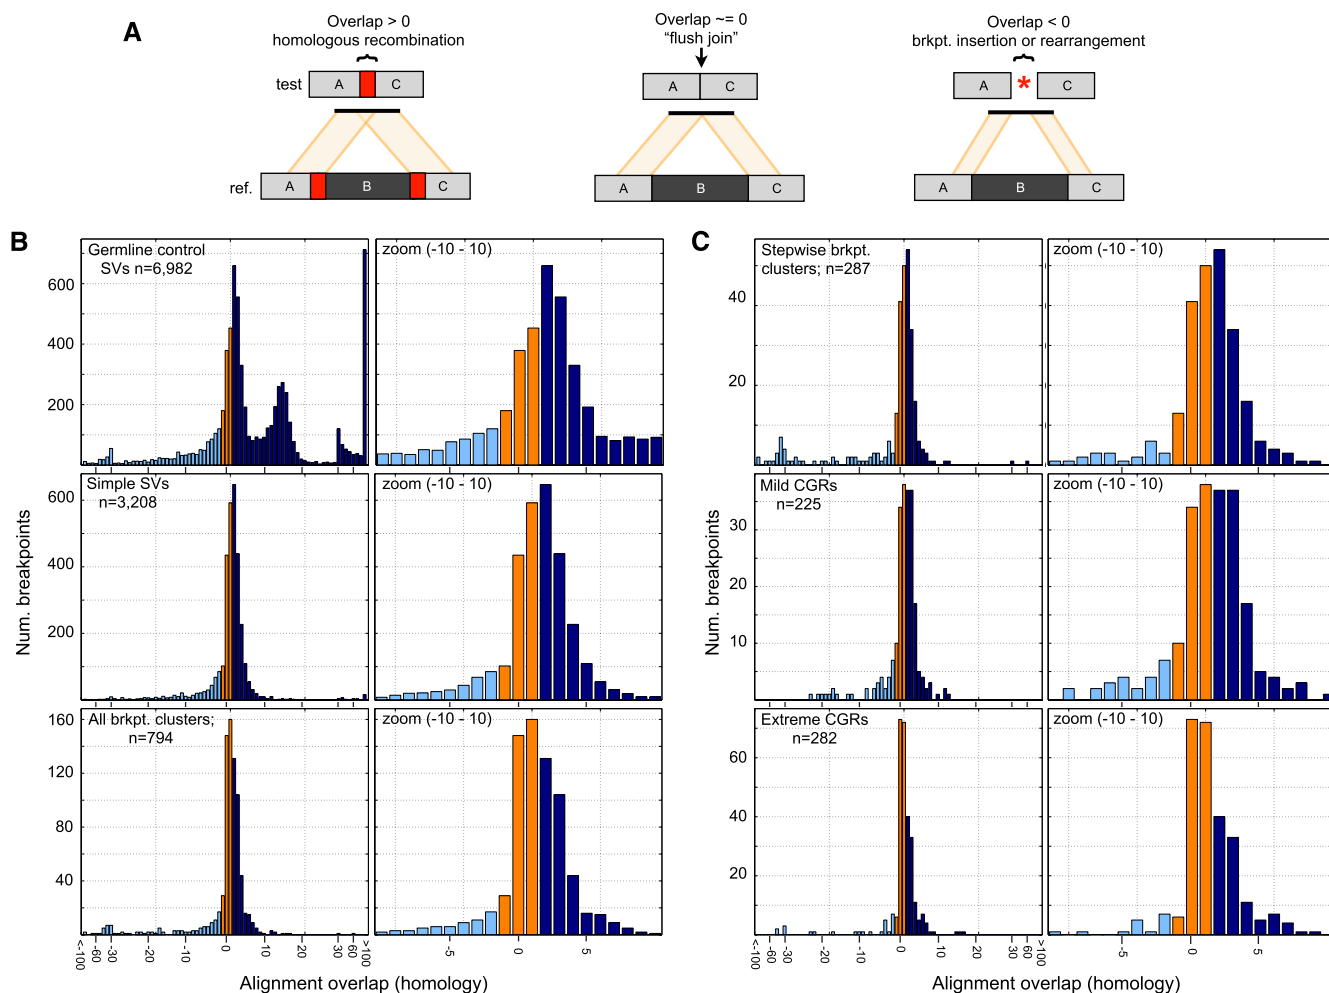 A
Overlap > 0
homologous recombination
test
A
C
ref.
A
B
C
Overlap ~= 0
“flush join”
A
C
A
B
C
Overlap < 0
brkpt. insertion or rearrangement
A
*
C
A
B
C
B
Num. breakpoints
Germline control
SVs n=6,982
600
400
200
zoom (-10 - 10)
Simple SVs
n=3,208
600
400
200
zoom (-10 - 10)
All brkpt. clusters;
n=794
160
120
80
40
zoom (-10 - 10)
<-100
-60
-30
-20
-10
0
10
20
30
60
>100
-5
0
5
Alignment overlap (homology)
C
Num. breakpoints
Stepwise brkpt.
clusters; n=287
40
20
zoom (-10 - 10)
Mild CGRs
n=225
30
20
10
zoom (-10 - 10)
Extreme CGRs
n=282
60
40
20
zoom (-10 - 10)
<-100
-60
-30
-20
-10
0
10
20
30
60
>100
-5
0
5
Alignment overlap (homology)